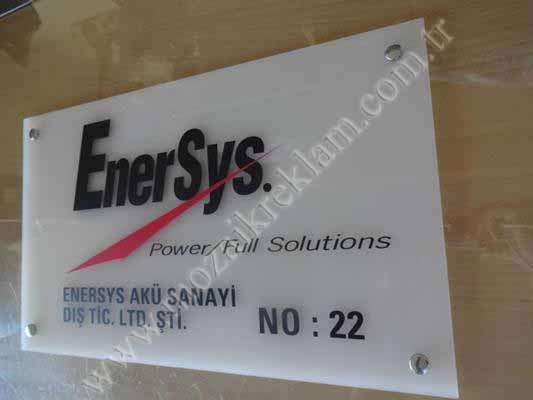 EnerSys.
Power/Full Solutions
ENERSYS AKÜ SANAYİ
DIŞ TİC. LTD. ŞTİ.
NO : 22
www.mozaikreklam.com.tr